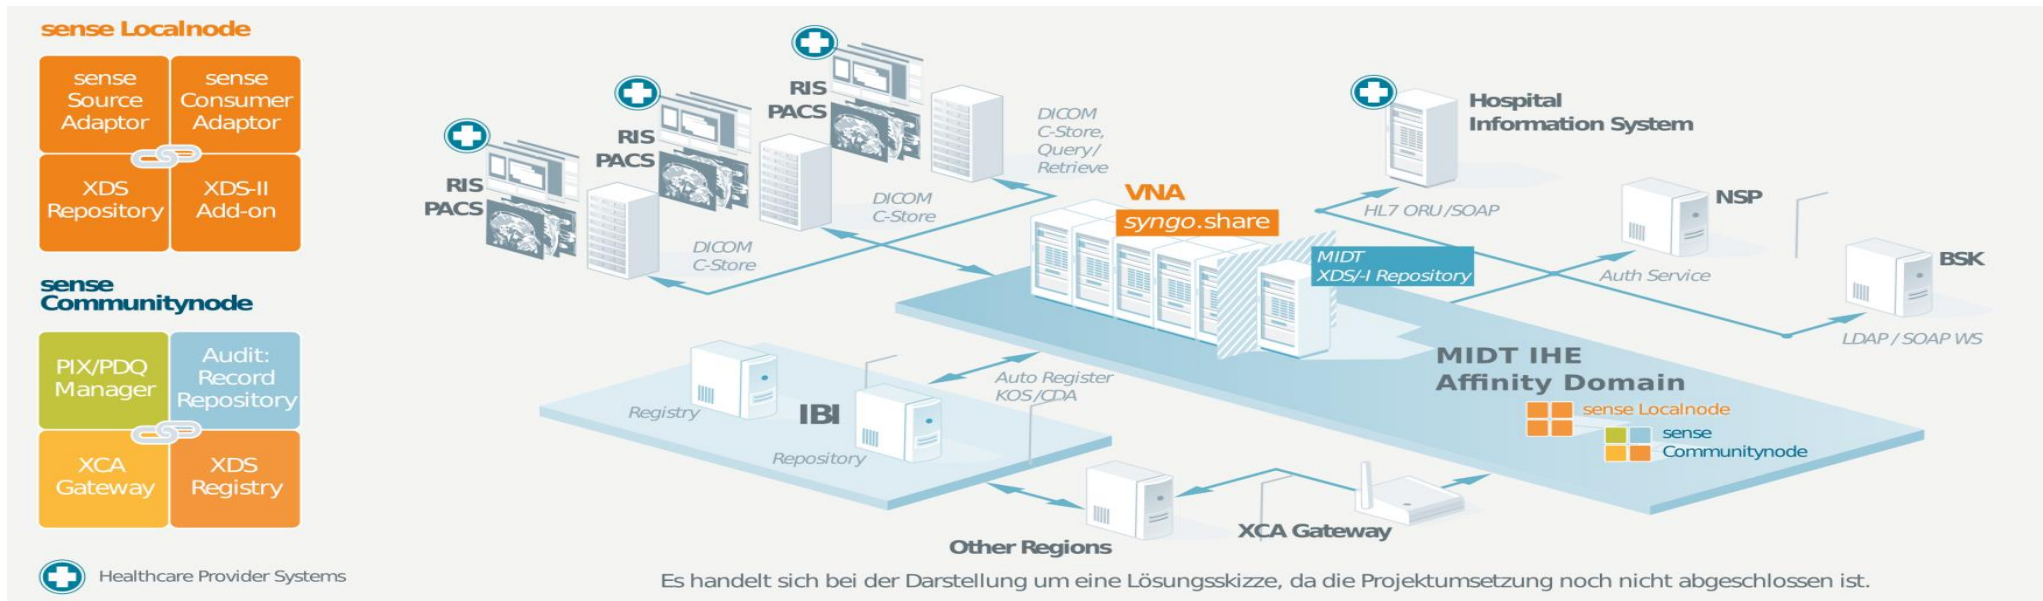 sense Localnode
sense
Source
Adaptor
sense
Consumer
Adaptor
XDS
Repository
XDS-II
Add-on
sense
Communitynode
PIX/PDQ
Manager
Audit:
Record
Repository
XCA
Gateway
XDS
Registry
Healthcare Provider Systems
RIS
PACS
DICOM
C-Store
RIS
PACS
DICOM
C-Store
RIS
PACS
DICOM
C-Store,
Query/
Retrieve
VNA
syngo.share
MIDT
XDS/-I Repository
Hospital
Information System
HL7 ORU/SOAP
NSP
Auth Service
BSK
LDAP / SOAP WS
MIDT IHE
Affinity Domain
sense Localnode
sense
Communitynode
Auto Register
KOS/CDA
Registry
IBI
Repository
Other Regions
XCA Gateway
Es handelt sich bei der Darstellung um eine Lösungsskizze, da die Projektumsetzung noch nicht abgeschlossen ist.